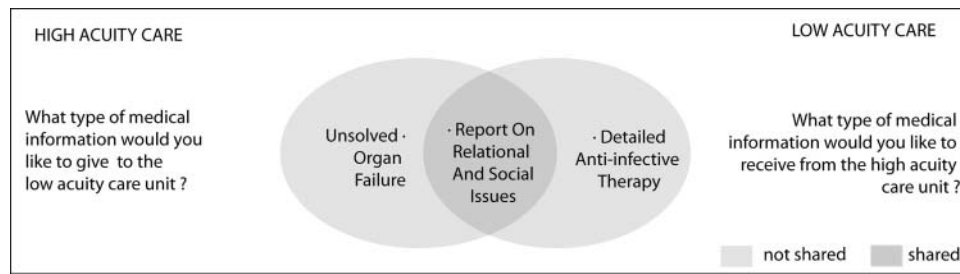 HIGH ACUITY CARE
LOW ACUITY CARE
What type of medical
information would you
like to give to the
low acuity care unit ?
Unsolved ·
Organ
Failure
· Report On
Relational
And Social
Issues
· Detailed
Anti-infective
Therapy
What type of medical
information would you like to
receive from the high acuity
care unit ?
not shared
shared